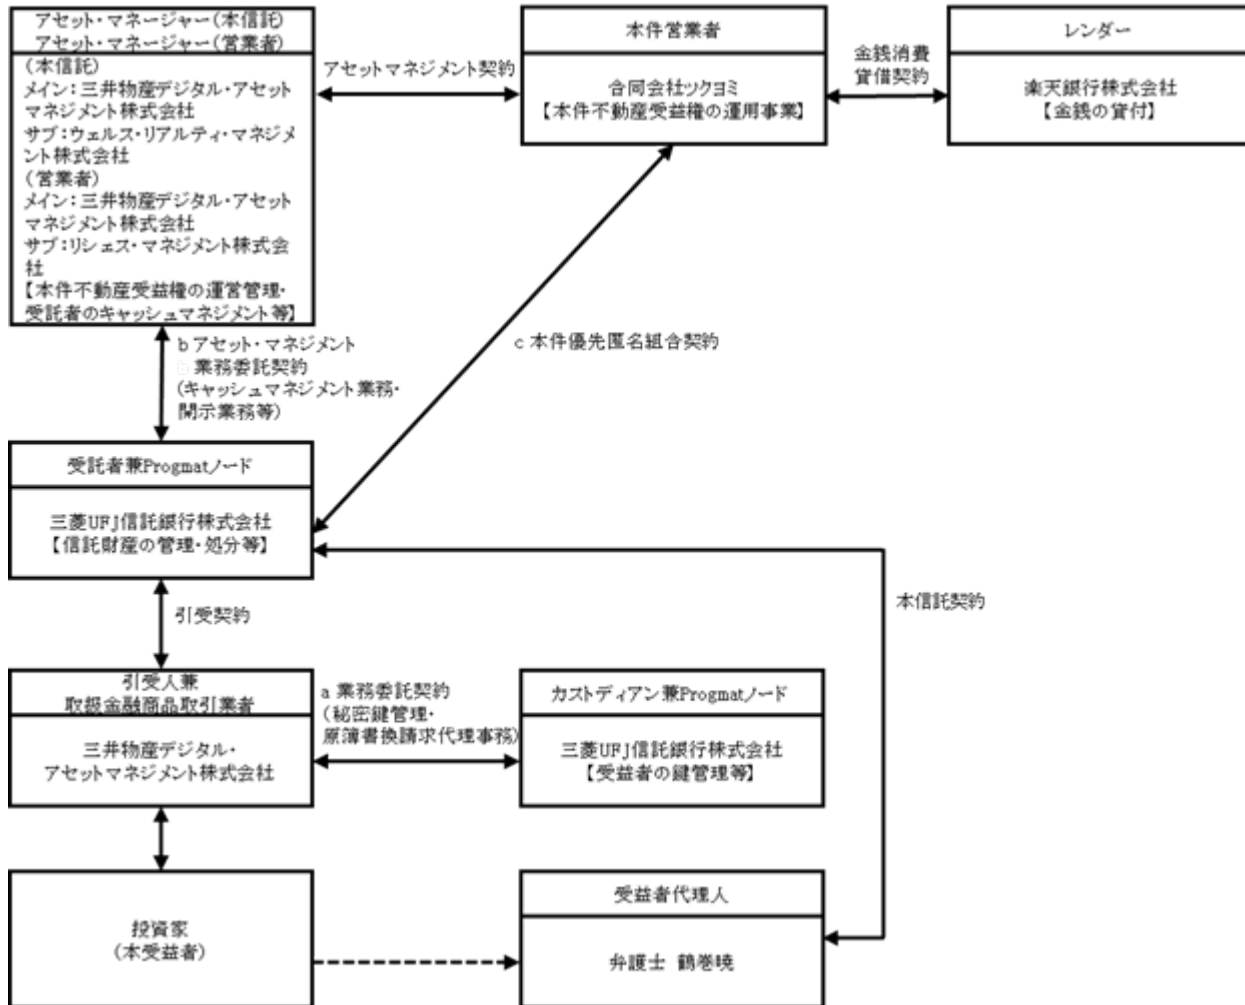 アセット・マネージャー(本信託)
アセット・マネージャー(営業者)
(本信託)
メイン：三井物産デジタル・アセット
マネジメント株式会社
サブ：ウェルス・リアルティ・マネジメ
ント株式会社
(営業者)
メイン：三井物産デジタル・アセット
マネジメント株式会社
サブ：リシェス・マネジメント株式会
社
【本件不動産受益権の運営管理・
受託者のキャッシュマネジメント等】
アセットマネジメント契約
本件営業者
合同会社ツクヨミ
【本件不動産受益権の運用事業】
金銭消費
貸借契約
レンダー
楽天銀行株式会社
【金銭の貸付】
b アセット・マネジメント
業務委託契約
(キャッシュマネジメント業務・
開示業務等)
c 本件優先匿名組合契約
受託者兼Progmatノード
三菱UFJ信託銀行株式会社
【信託財産の管理・処分等】
引受契約
本信託契約
引受人兼
取扱金融商品取引業者
三井物産デジタル・
アセットマネジメント株式会社
a 業務委託契約
(秘密鍵管理・
原簿書換請求代理事務)
カストディアン兼Progmatノード
三菱UFJ信託銀行株式会社
【受益者の鍵管理等】
投資家
(本受益者)
受益者代理人
弁護士 鶴巻暁